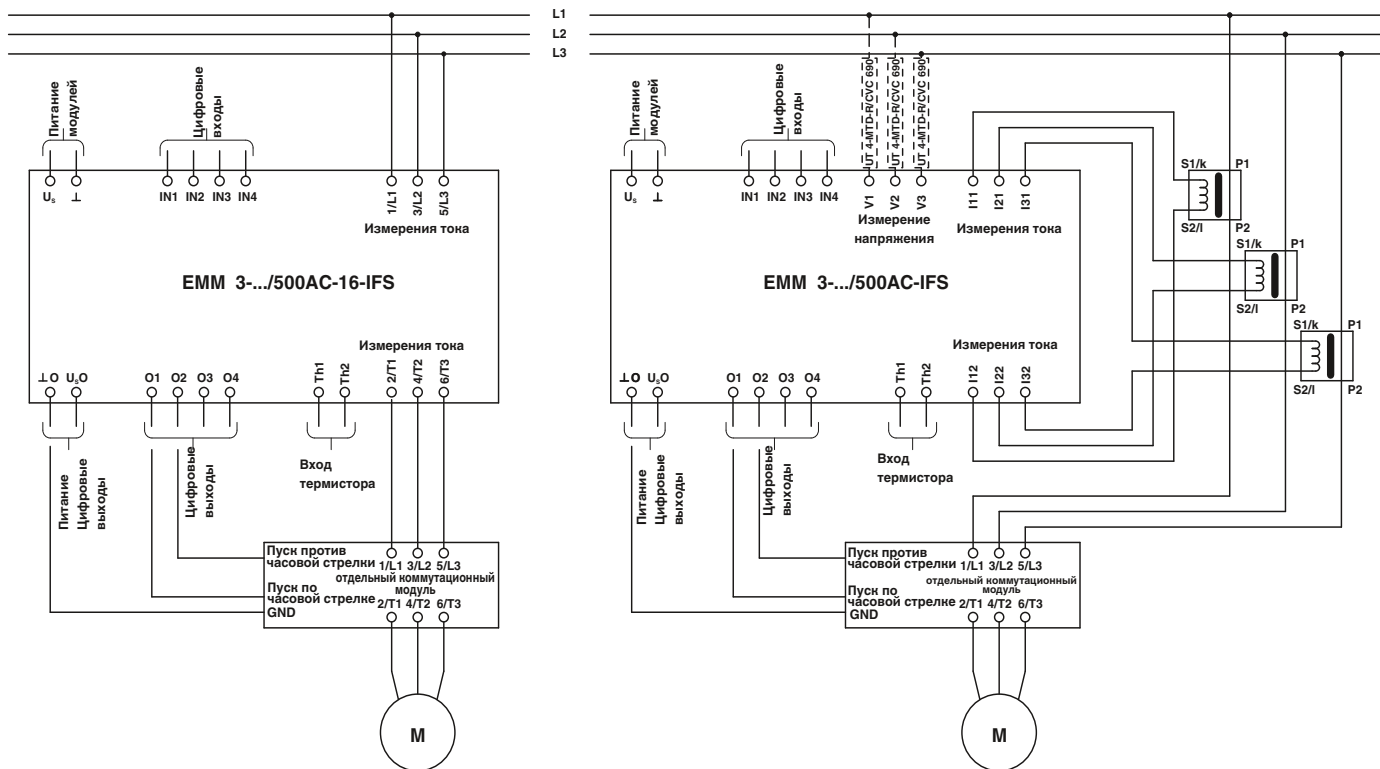 L1
L2
L3
Питание
модулей
Цифровые
входы
Us
⊥
IN1
IN2
IN3
IN4
1/L1
3/L2
5/L3
Измерения тока
EMM 3-.../500AC-16-IFS
Измерения тока
⊥O
UsO
O1
O2
O3
O4
Th1
Th2
2/T1
4/T2
6/T3
Питание
Цифровые
выходы
Цифровые
выходы
Вход
термистора
Пуск против
часовой стрелки
1/L1 3/L2 5/L3
отдельный коммутационный
модуль
Пуск по
часовой стрелке
2/T1 4/T2 6/T3
GND
M
Питание
модулей
Цифровые
входы
UT 4-MTD-R/CVC 690
UT 4-MTD-R/CVC 690
UT 4-MTD-R/CVC 690
Us
⊥
IN1
IN2
IN3
IN4
V1
V2
V3
Измерение
напряжения
I11
I21
I31
Измерения тока
EMM 3-.../500AC-IFS
Измерения тока
⊥O
UsO
O1
O2
O3
O4
Th1
Th2
I12
I22
I32
Питание
Цифровые
выходы
Цифровые
выходы
Вход
термистора
S1/k
P1
S2/l
P2
S1/k
P1
S2/l
P2
S1/k
P1
S2/l
P2
Пуск против
часовой стрелки
1/L1 3/L2 5/L3
отдельный коммутационный
модуль
Пуск по
часовой стрелке
2/T1 4/T2 6/T3
GND
M